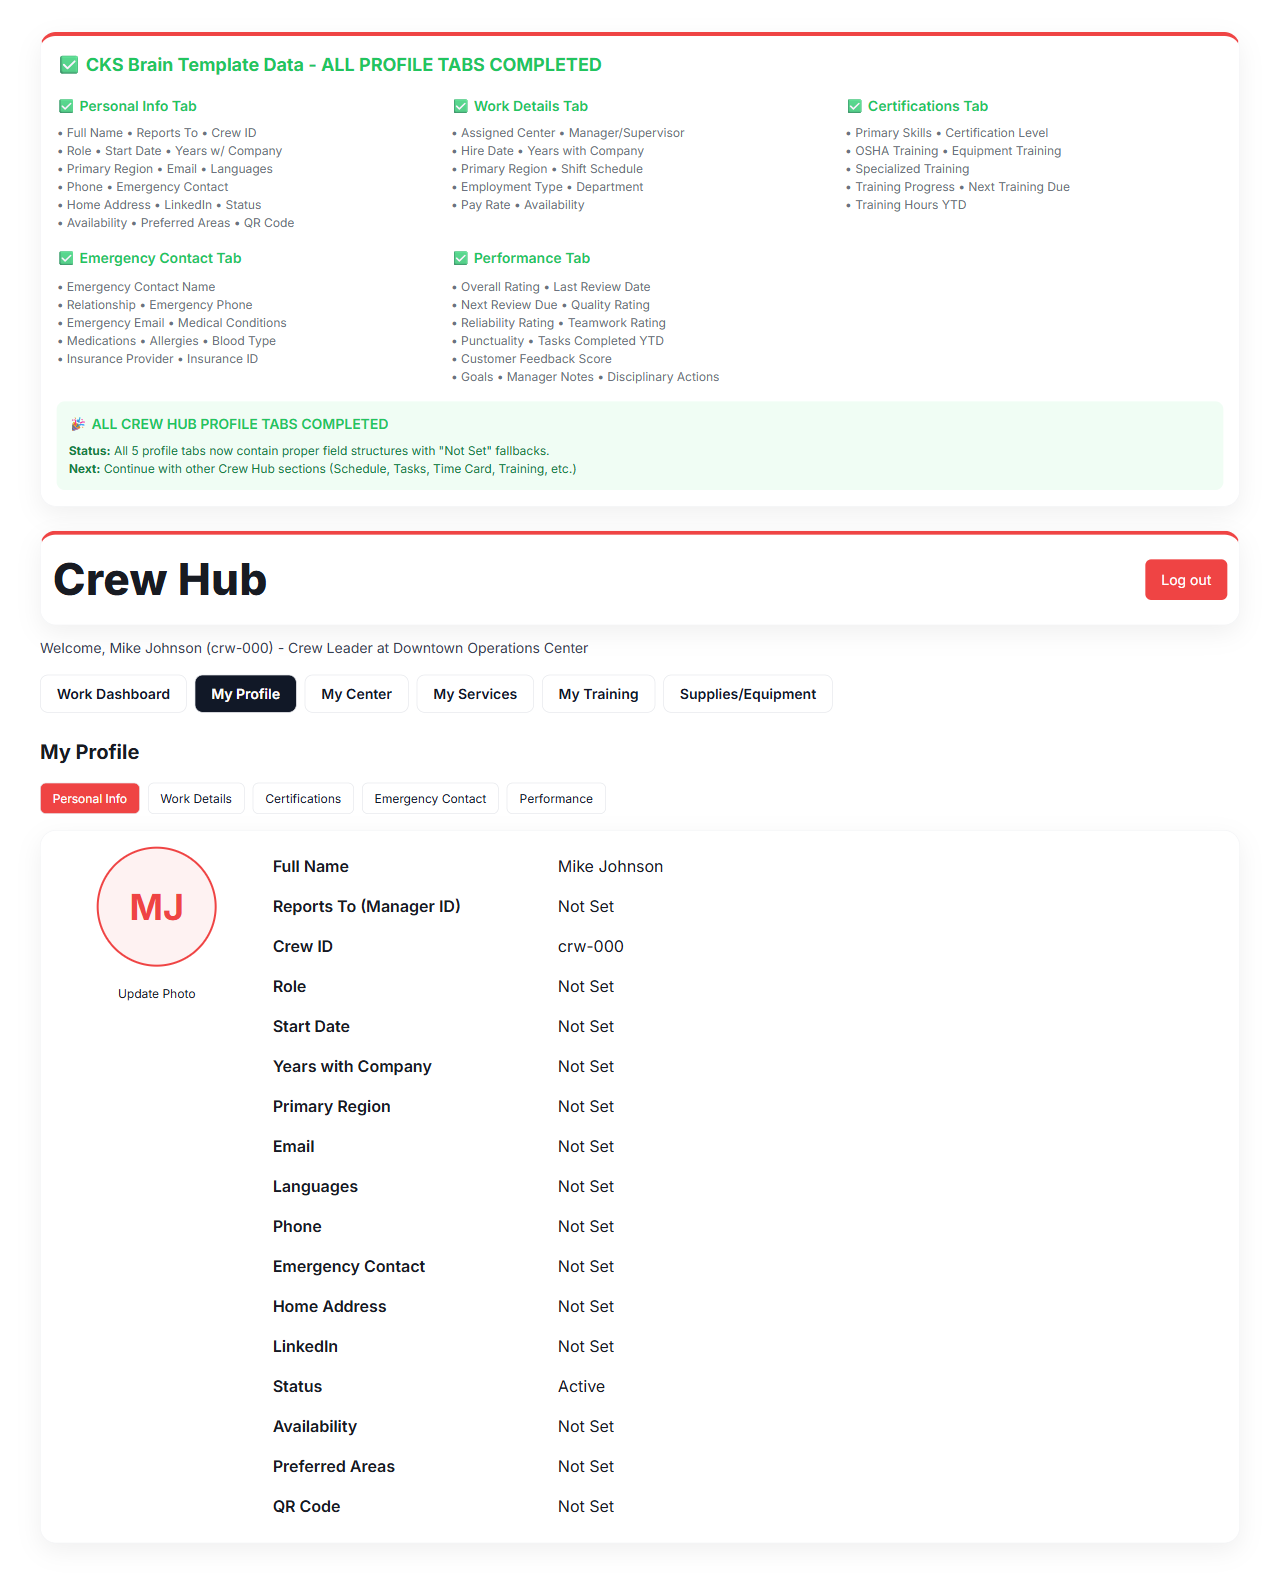 ✅ CKS Brain Template Data - ALL PROFILE TABS COMPLETED
✅ Personal Info Tab
• Full Name • Reports To • Crew ID
• Role • Start Date • Years w/ Company
• Primary Region • Email • Languages
• Phone • Emergency Contact
• Home Address • LinkedIn • Status
• Availability • Preferred Areas • QR Code
✅ Work Details Tab
• Assigned Center • Manager/Supervisor
• Hire Date • Years with Company
• Primary Region • Shift Schedule
• Employment Type • Department
• Pay Rate • Availability
✅ Certifications Tab
• Primary Skills • Certification Level
• OSHA Training • Equipment Training
• Specialized Training
• Training Progress • Next Training Due
• Training Hours YTD
✅ Emergency Contact Tab
• Emergency Contact Name
• Relationship • Emergency Phone
• Emergency Email • Medical Conditions
• Medications • Allergies • Blood Type
• Insurance Provider • Insurance ID
✅ Performance Tab
• Overall Rating • Last Review Date
• Next Review Due • Quality Rating
• Reliability Rating • Teamwork Rating
• Punctuality • Tasks Completed YTD
• Customer Feedback Score
• Goals • Manager Notes • Disciplinary Actions
🎉 ALL CREW HUB PROFILE TABS COMPLETED
Status: All 5 profile tabs now contain proper field structures with "Not Set" fallbacks.
Next: Continue with other Crew Hub sections (Schedule, Tasks, Time Card, Training, etc.)
Crew Hub
Log out
Welcome, Mike Johnson (crw-000) - Crew Leader at Downtown Operations Center
Work Dashboard
My Profile
My Center
My Services
My Training
Supplies/Equipment
My Profile
Personal Info
Work Details
Certifications
Emergency Contact
Performance
MJ
Update Photo
Full Name Mike Johnson
Reports To (Manager ID) Not Set
Crew ID crw-000
Role Not Set
Start Date Not Set
Years with Company Not Set
Primary Region Not Set
Email Not Set
Languages Not Set
Phone Not Set
Emergency Contact Not Set
Home Address Not Set
LinkedIn Not Set
Status Active
Availability Not Set
Preferred Areas Not Set
QR Code Not Set